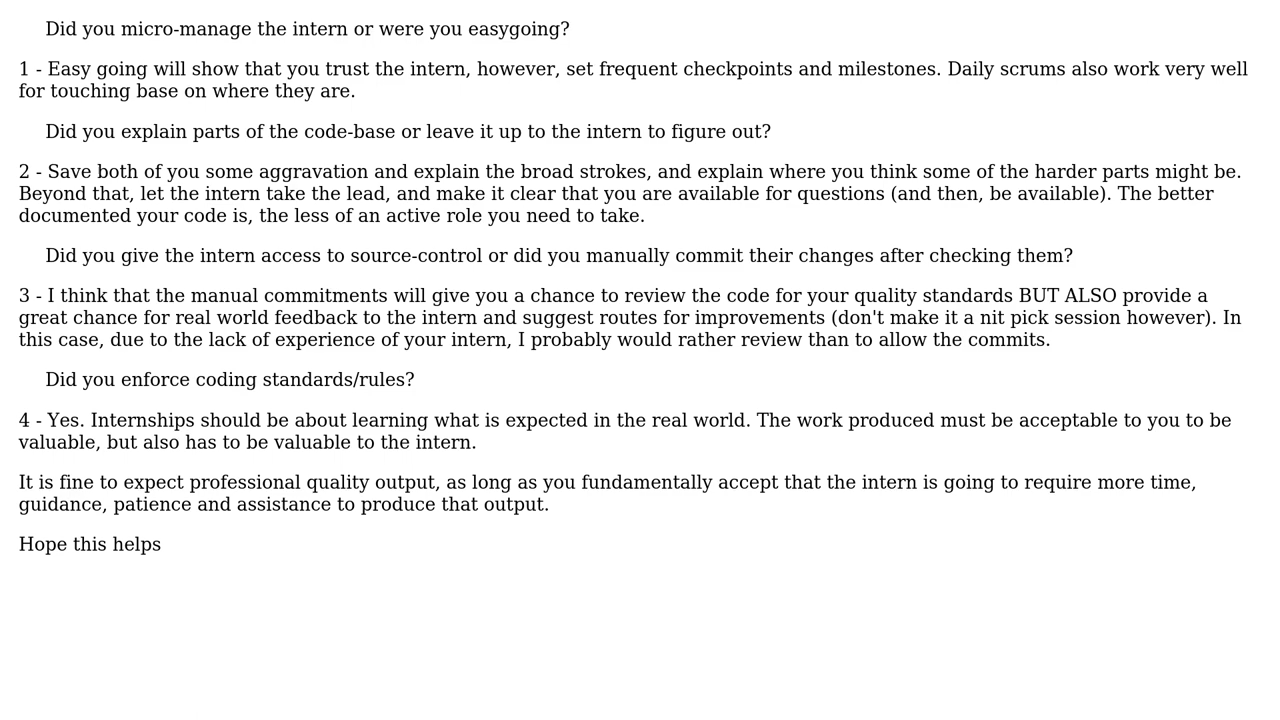 Did you micro-manage the intern or were you easygoing?
1 - Easy going will show that you trust the intern, however, set frequent checkpoints and milestones. Daily scrums also work very well
for touching base on where they are.
Did you explain parts of the code-base or leave it up to the intern to figure out?
2 - Save both of you some aggravation and explain the broad strokes, and explain where you think some of the harder parts might be.
Beyond that, let the intern take the lead, and make it clear that you are available for questions (and then, be available). The better
documented your code is, the less of an active role you need to take.
Did you give the intern access to source-control or did you manually commit their changes after checking them?
3 - I think that the manual commitments will give you a chance to review the code for your quality standards BUT ALSO provide a
great chance for real world feedback to the intern and suggest routes for improvements (don't make it a nit pick session however). In
this case, due to the lack of experience of your intern, I probably would rather review than to allow the commits.
Did you enforce coding standards/rules?
4 - Yes. Internships should be about learning what is expected in the real world. The work produced must be acceptable to you to be
valuable, but also has to be valuable to the intern.
It is fine to expect professional quality output, as long as you fundamentally accept that the intern is going to require more time,
guidance, patience and assistance to produce that output.
Hope this helps